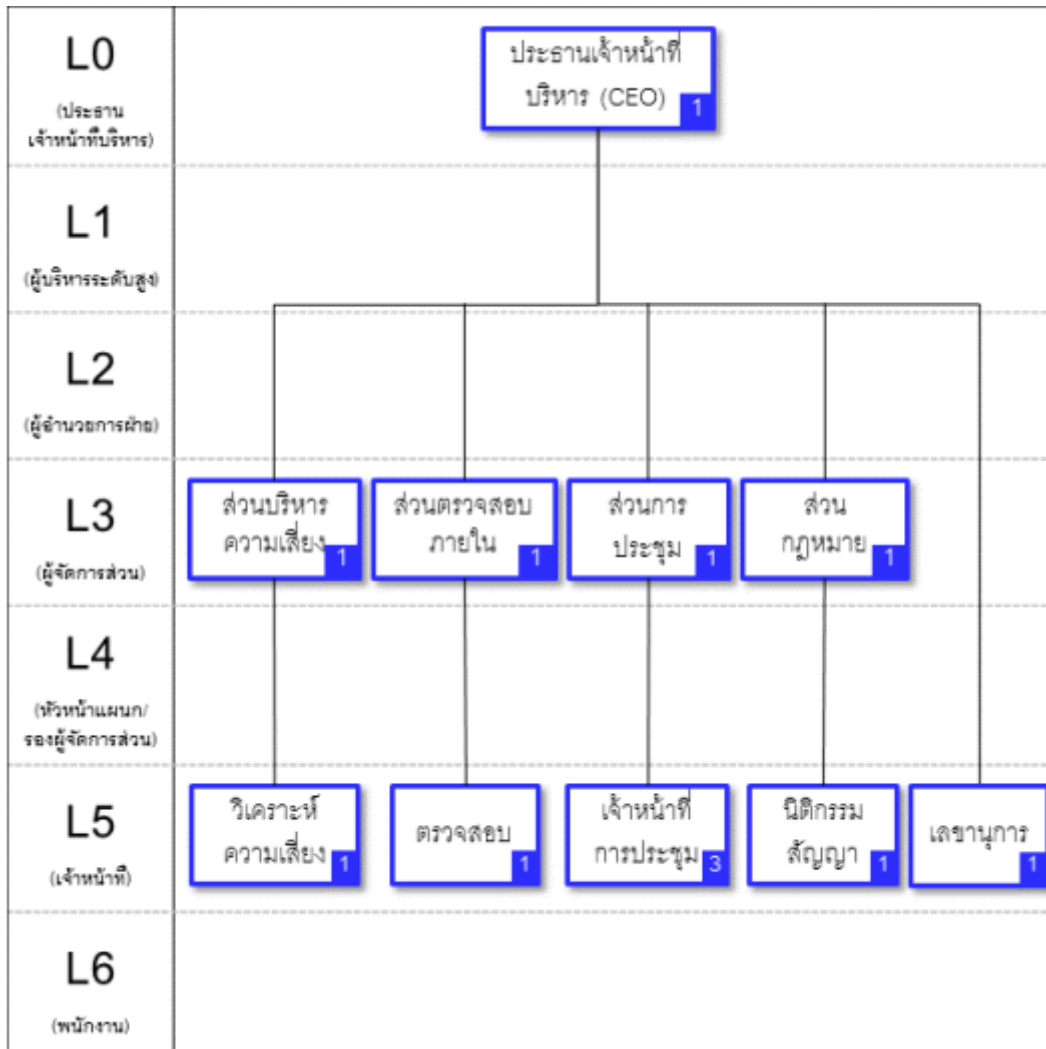 L0
(ประธาน
เจ้าหน้าที่บริหาร)
ประธานเจ้าหน้าที่
บริหาร (CEO)
1
L1
(ผู้บริหารระดับสูง)
L2
(ผู้อำนวยการฝ่าย)
L3
(ผู้จัดการส่วน)
ส่วนบริหาร
ความเสี่ยง
1
ส่วนตรวจสอบ
ภายใน
1
ส่วนการ
ประชุม
1
ส่วน
กฎหมาย
1
L4
(หัวหน้าแผนก/
รองผู้จัดการส่วน)
L5
(เจ้าหน้าที่)
วิเคราะห์
ความเสี่ยง
1
ตรวจสอบ
1
เจ้าหน้าที่
การประชุม
3
นิติกรรม
สัญญา
1
เลขานุการ
1
L6
(พนักงาน)